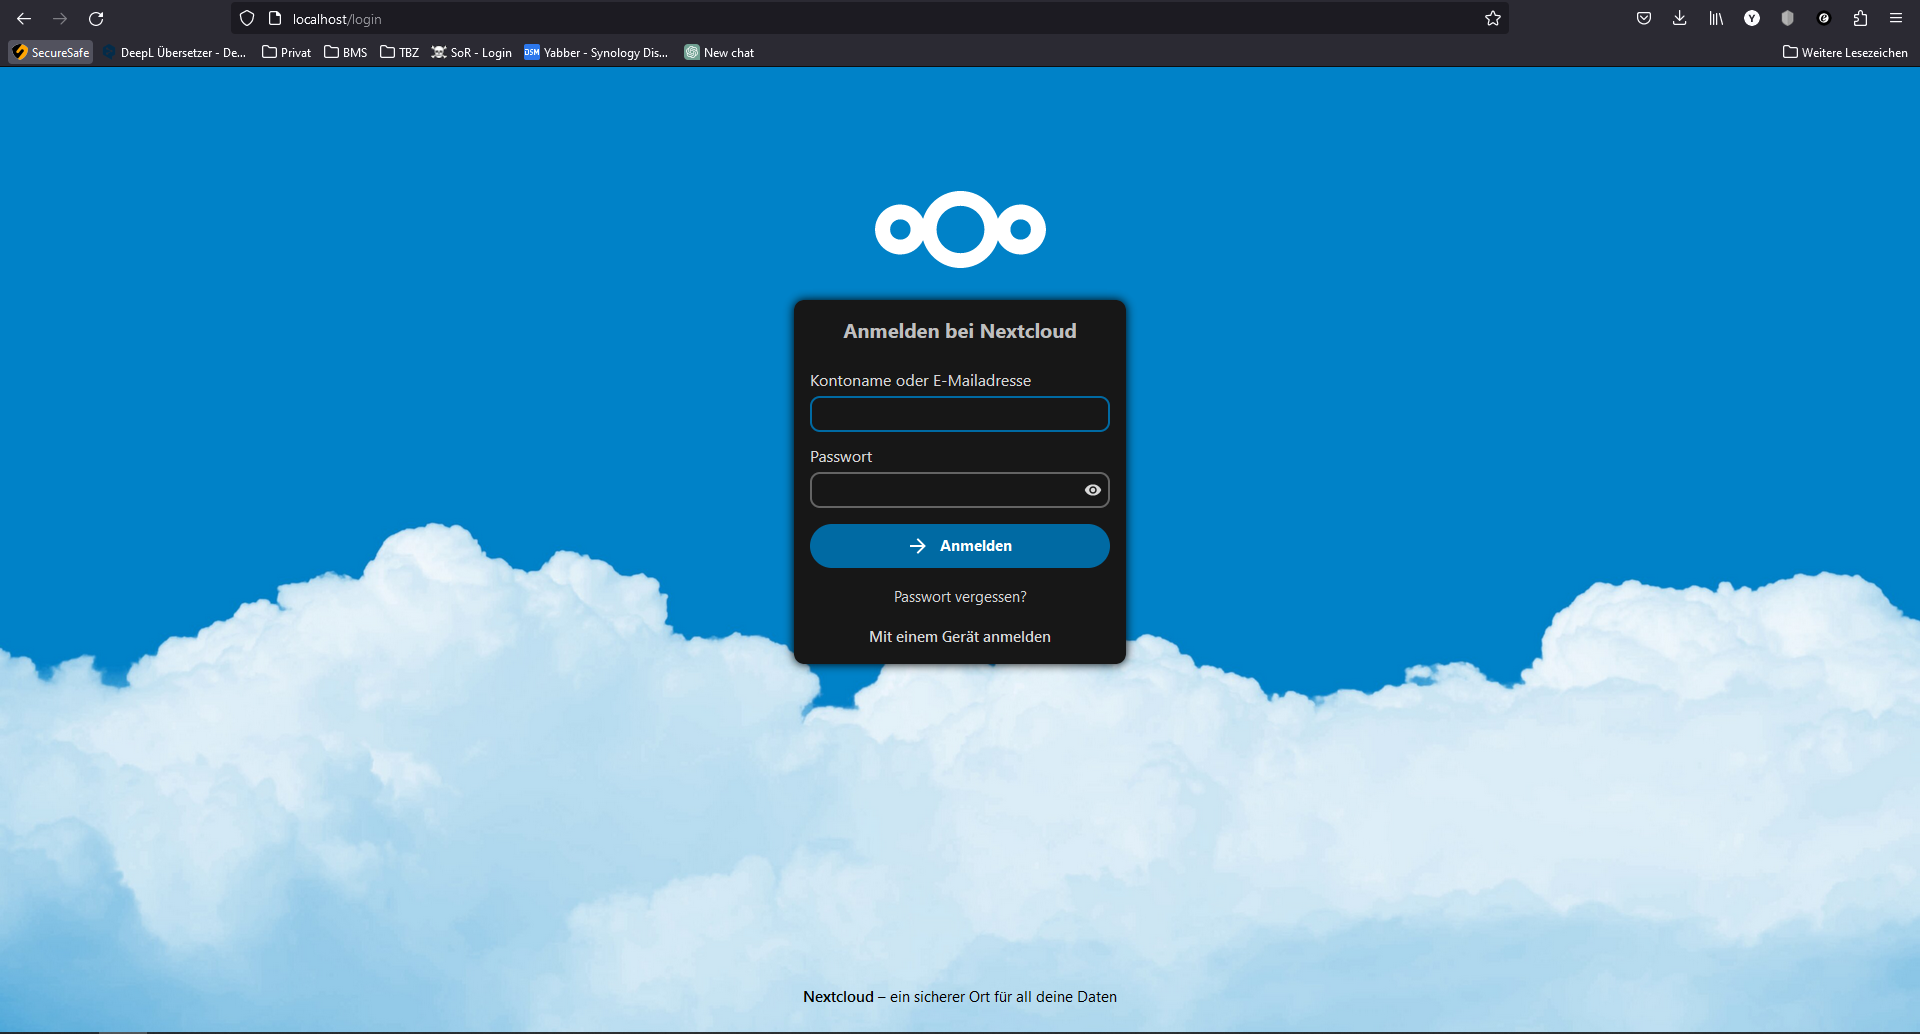 localhost/login
SecureSafe DeepL Übersetzer - De... Privat BMS TBZ SoR - Login DSM Yabber - Synology Dis... New chat Weitere Lesezeichen
Anmelden bei Nextcloud
Kontoname oder E-Mailadresse
Passwort
Anmelden
Passwort vergessen?
Mit einem Gerät anmelden
Nextcloud – ein sicherer Ort für all deine Daten